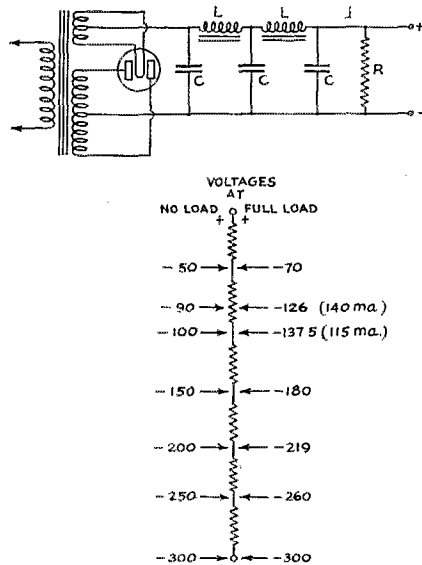 L L J
+
C C C R
-
VOLTAGES
AT
NO LOAD FULL LOAD
+ +
-50 -70
-90 -126 (140 ma)
-100 -137 5 (115 ma.)
-150 -180
-200 -219
-250 -260
-300 -300